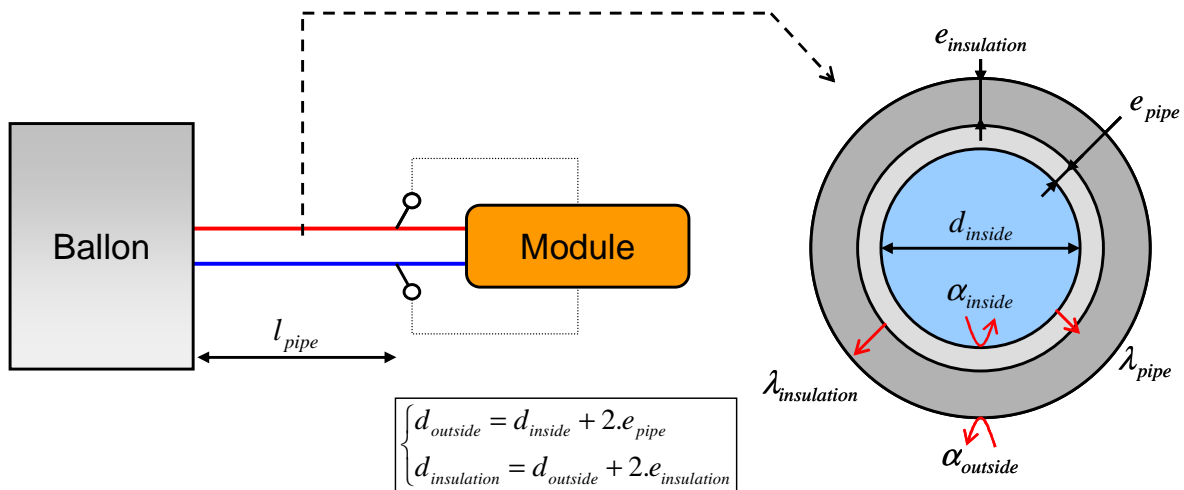 e_insulation
e_pipe
Ballon
Module
d_inside
α_inside
l_pipe
λ_insulation
λ_pipe
d_outside = d_inside + 2.e_pipe
d_insulation = d_outside + 2.e_insulation
α_outside